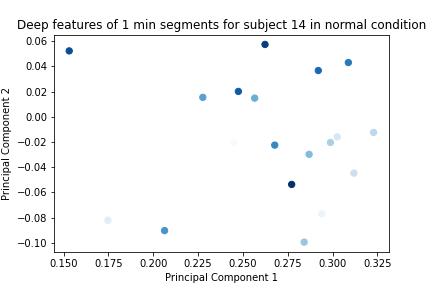 Deep features of 1 min segments for subject 14 in normal condition
0.06
0.04
0.02
0.00
−0.02
−0.04
−0.06
−0.08
−0.10
Principal Component 2
0.150 0.175 0.200 0.225 0.250 0.275 0.300 0.325
Principal Component 1